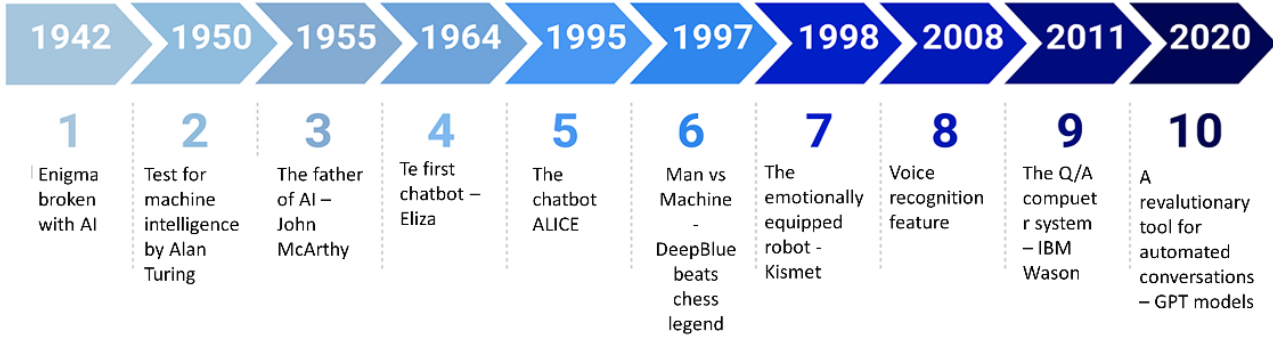 1942 1950 1955 1964 1995 1997 1998 2008 2011 2020
1
Enigma
broken
with AI
2
Test for
machine
intelligence
by Alan
Turing
3
The father
of AI –
John
McArthy
4
Te first
chatbot –
Eliza
5
The
chatbot
ALICE
6
Man vs
Machine
-
DeepBlue
beats
chess
legend
7
The
emotionally
equipped
robot -
Kismet
8
Voice
recognition
feature
9
The Q/A
compuet
r system
– IBM
Wason
10
A
revalutionary
tool for
automated
conversations
– GPT models